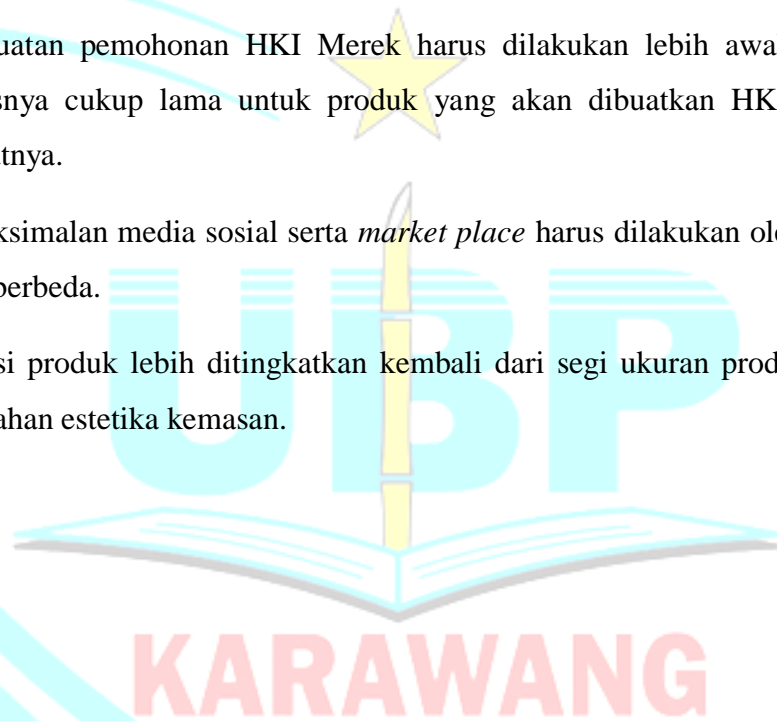 uatan pemohonan HKI Merek harus dilakukan lebih awal
snya cukup lama untuk produk yang akan dibuatkan HK
tnya.
ksimalan media sosial serta market place harus dilakukan ol
berbeda.
si produk lebih ditingkatkan kembali dari segi ukuran prod
ahan estetika kemasan.
UBP
KARAWANG